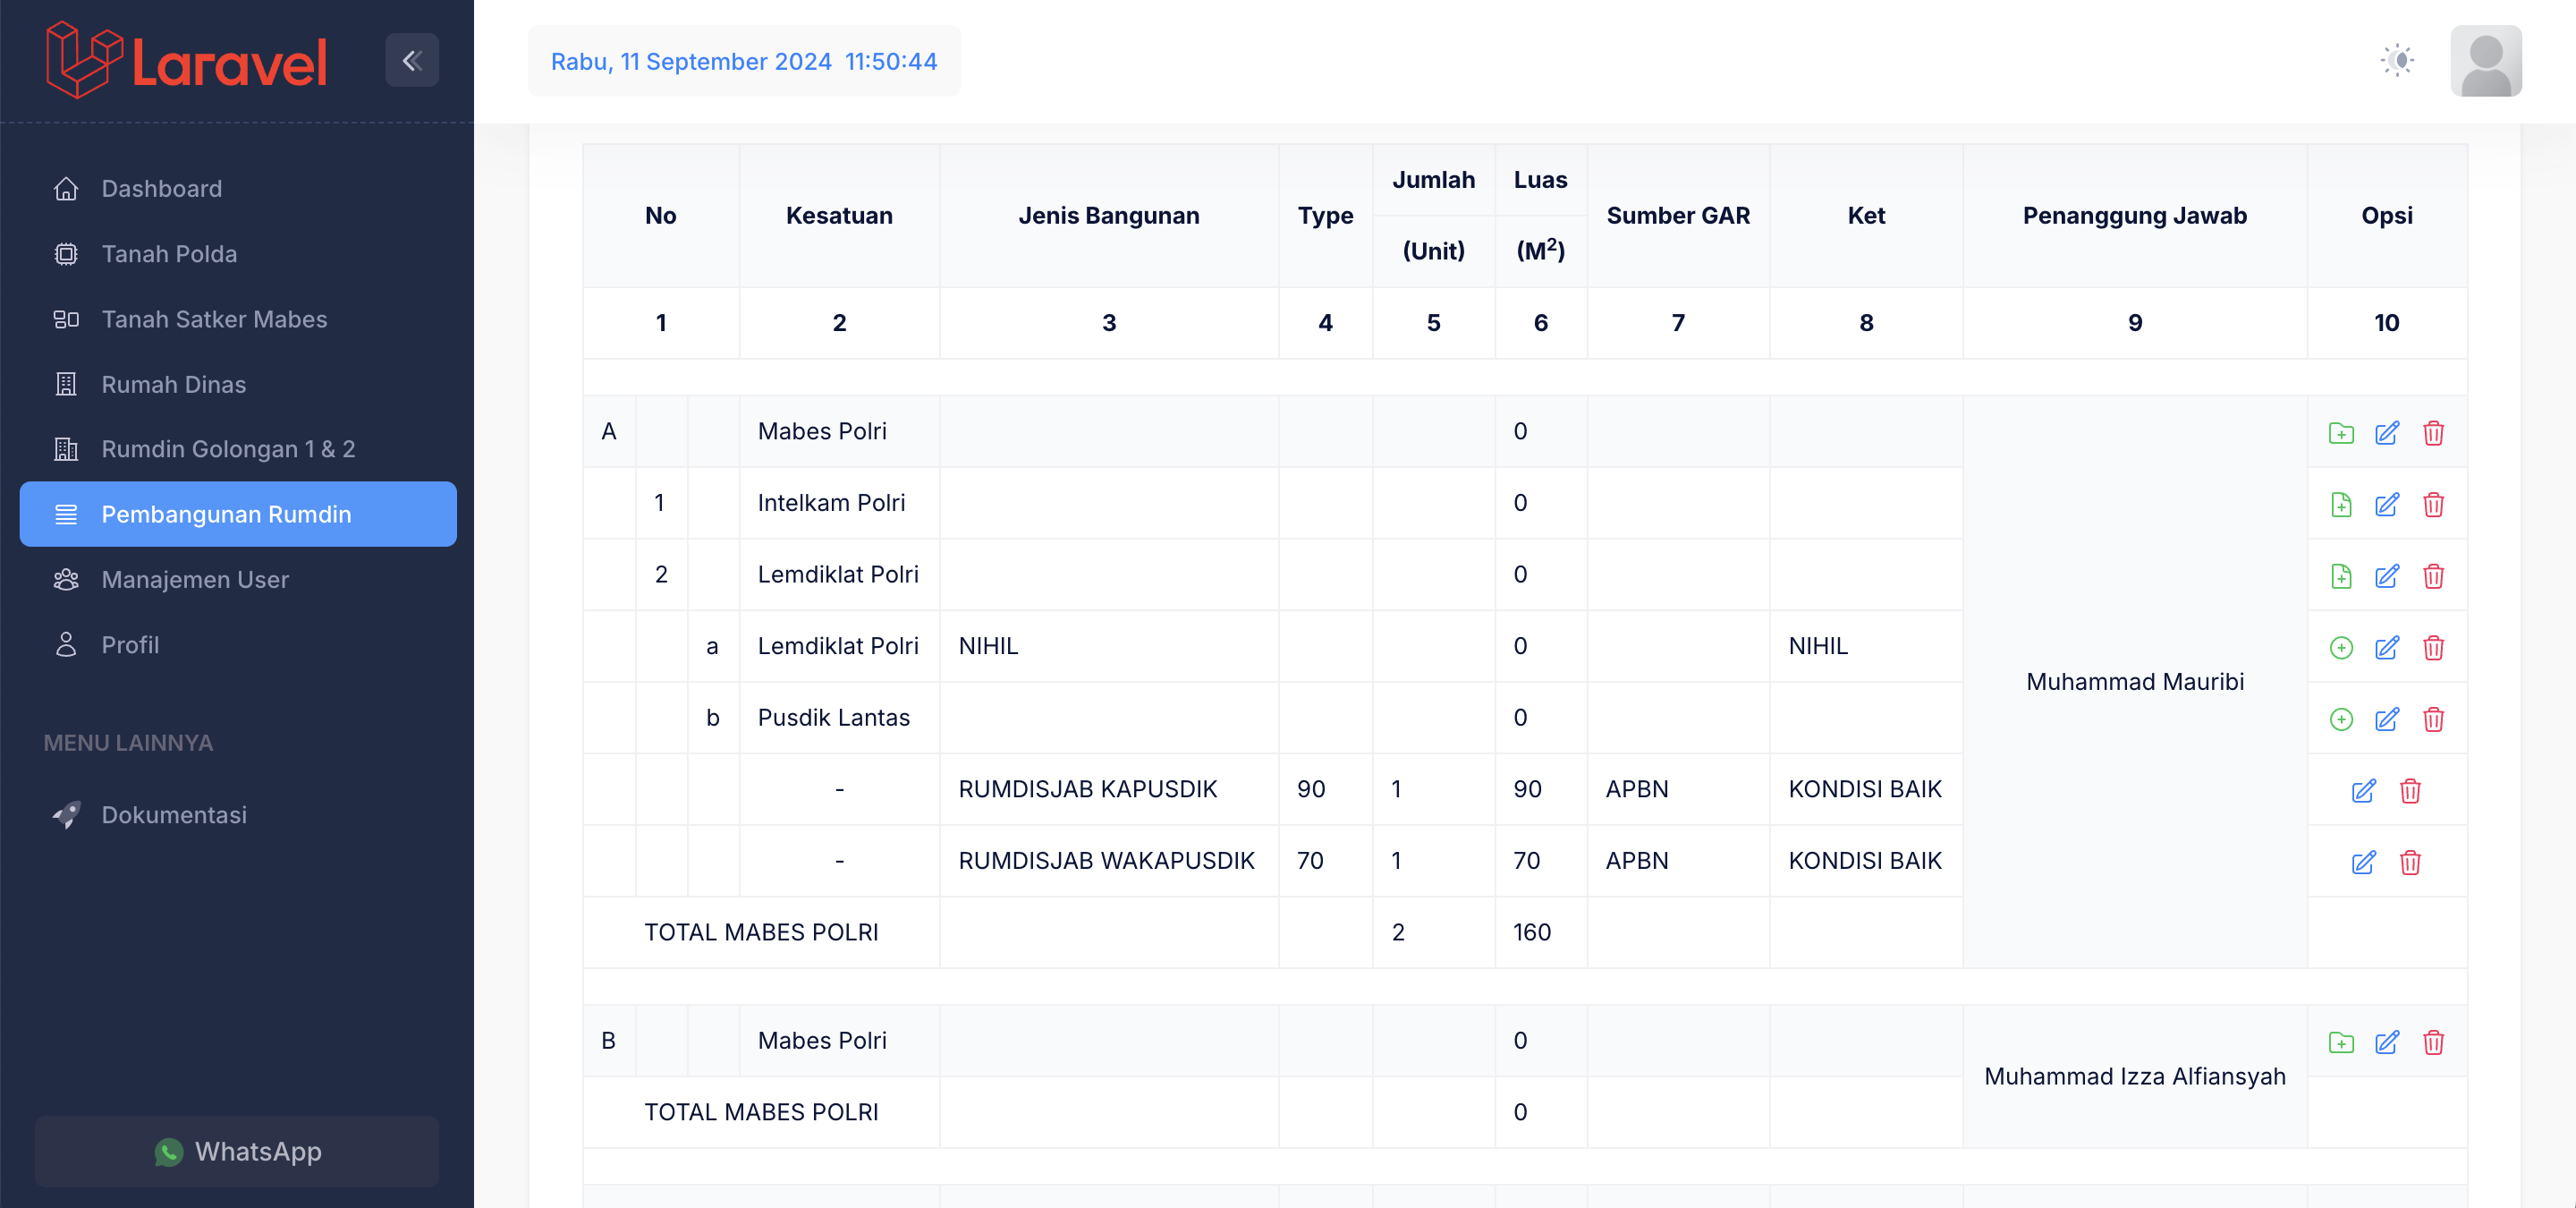 Laravel
Rabu, 11 September 2024 11:50:44
Dashboard
Tanah Polda
Tanah Satker Mabes
Rumah Dinas
Rumdin Golongan 1 & 2
Pembangunan Rumdin
Manajemen User
Profil
MENU LAINNYA
Dokumentasi
WhatsApp
No Kesatuan Jenis Bangunan Type Jumlah (Unit) Luas (M²) Sumber GAR Ket Penanggung Jawab Opsi
1 2 3 4 5 6 7 8 9 10
A Mabes Polri 0
1 Intelkam Polri 0
2 Lemdiklat Polri 0
a Lemdiklat Polri NIHIL 0 NIHIL
Muhammad Mauribi
b Pusdik Lantas 0
- RUMDISJAB KAPUSDIK 90 1 90 APBN KONDISI BAIK
- RUMDISJAB WAKAPUSDIK 70 1 70 APBN KONDISI BAIK
TOTAL MABES POLRI 2 160
B Mabes Polri 0
Muhammad Izza Alfiansyah
TOTAL MABES POLRI 0